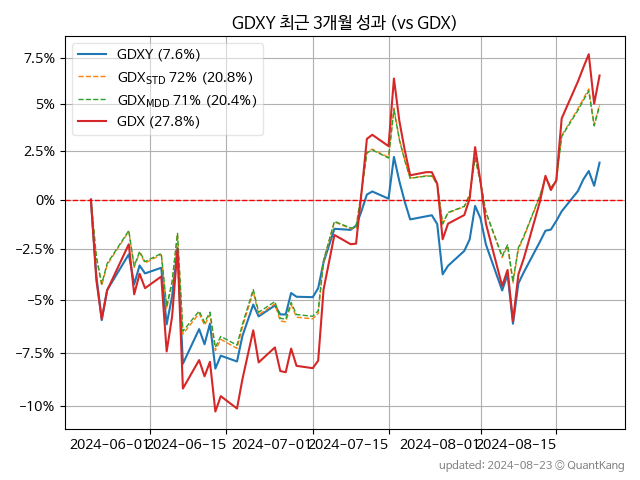 GDXY 최근 3개월 성과 (vs GDX)
7.5%
5%
2.5%
0%
−2.5%
−5%
−7.5%
−10%
GDXY (7.6%)
GDXSTD 72% (20.8%)
GDXMDD 71% (20.4%)
GDX (27.8%)
2024-06-01 2024-06-15 2024-07-01 2024-07-15 2024-08-01 2024-08-15
updated: 2024-08-23 © QuantKang